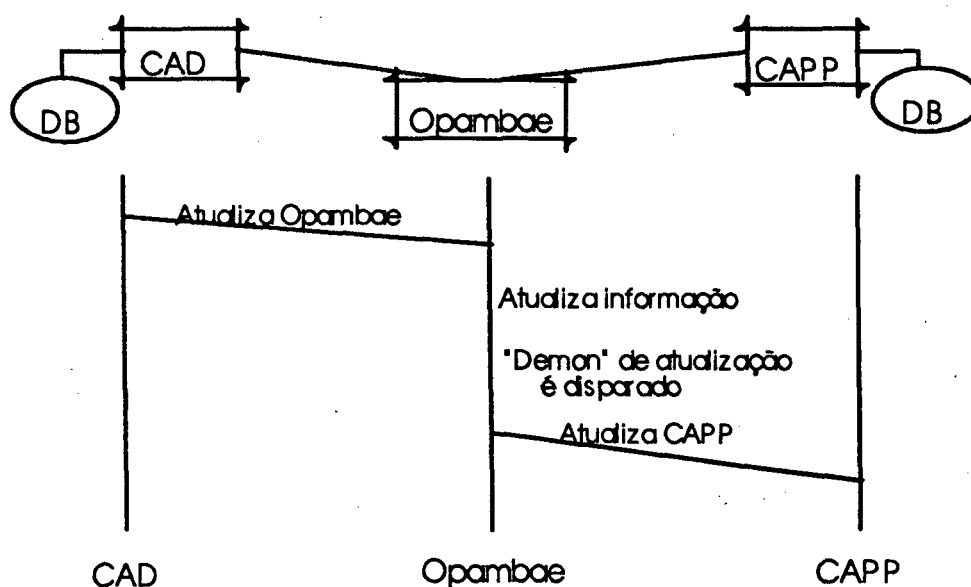 CAD
CAPP
DB
Opambae
DB
Atualiza Opambae
Atualiza informação
"Demon" de atualização
é disparado
Atualiza CAPP
CAD
Opambae
CAPP